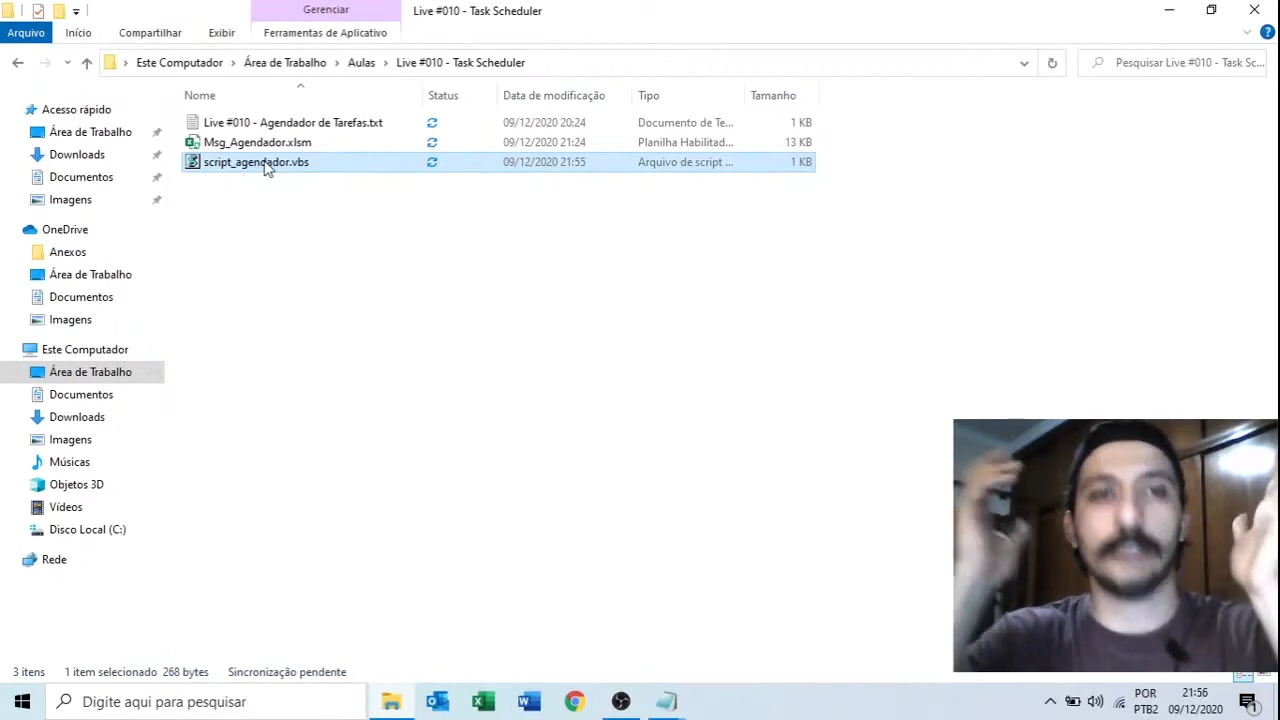 Gerenciar
Live #010 - Task Scheduler
Arquivo
Início
Compartilhar
Exibir
Ferramentas de Aplicativo
Este Computador
Área de Trabalho
Aulas
Live #010 - Task Scheduler
Pesquisar Live #010 - Task Sc...
Nome
Status
Data de modificação
Tipo
Tamanho
Live #010 - Agendador de Tarefas.txt
09/12/2020 20:24
Documento de Te...
1 KB
Msg_Agendador.xlsm
09/12/2020 21:24
Planilha Habilitad...
13 KB
script_agendador.vbs
09/12/2020 21:55
Arquivo de script ...
1 KB
Acesso rápido
Área de Trabalho
Downloads
Documentos
Imagens
OneDrive
Anexos
Área de Trabalho
Documentos
Imagens
Este Computador
Área de Trabalho
Documentos
Downloads
Imagens
Músicas
Objetos 3D
Vídeos
Disco Local (C:)
Rede
3 itens
1 item selecionado 268 bytes
Sincronização pendente
Digite aqui para pesquisar
POR
PTB2
21:56
09/12/2020
1